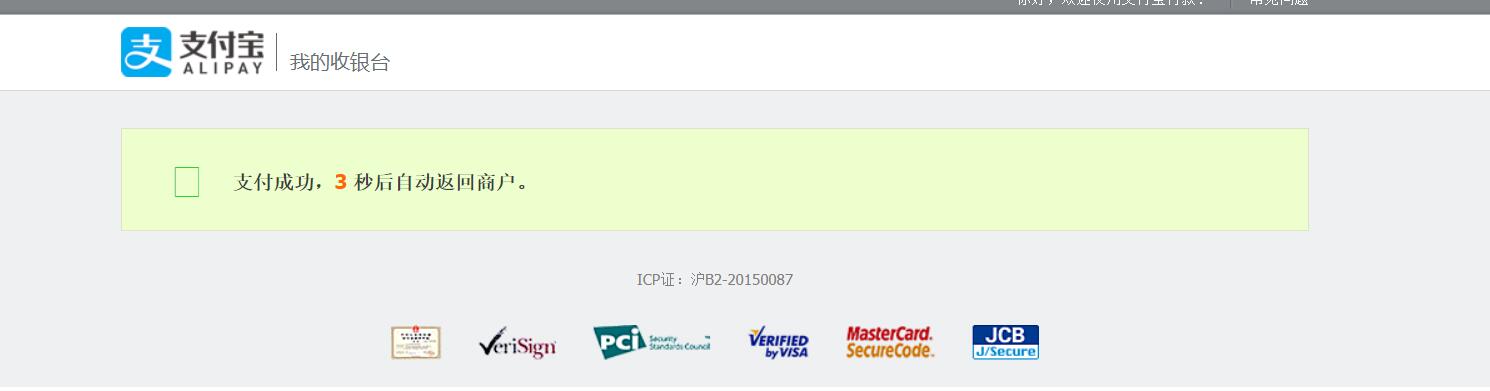 你好，欢迎使用支付宝付款！ 常见问题
支 支付宝
ALIPAY
我的收银台
支付成功，3 秒后自动返回商户。
ICP证：沪B2-20150087
VeriSign
PCI Security Standards Council ™
VERIFIED by VISA
MasterCard. SecureCode.
JCB
J/Secure